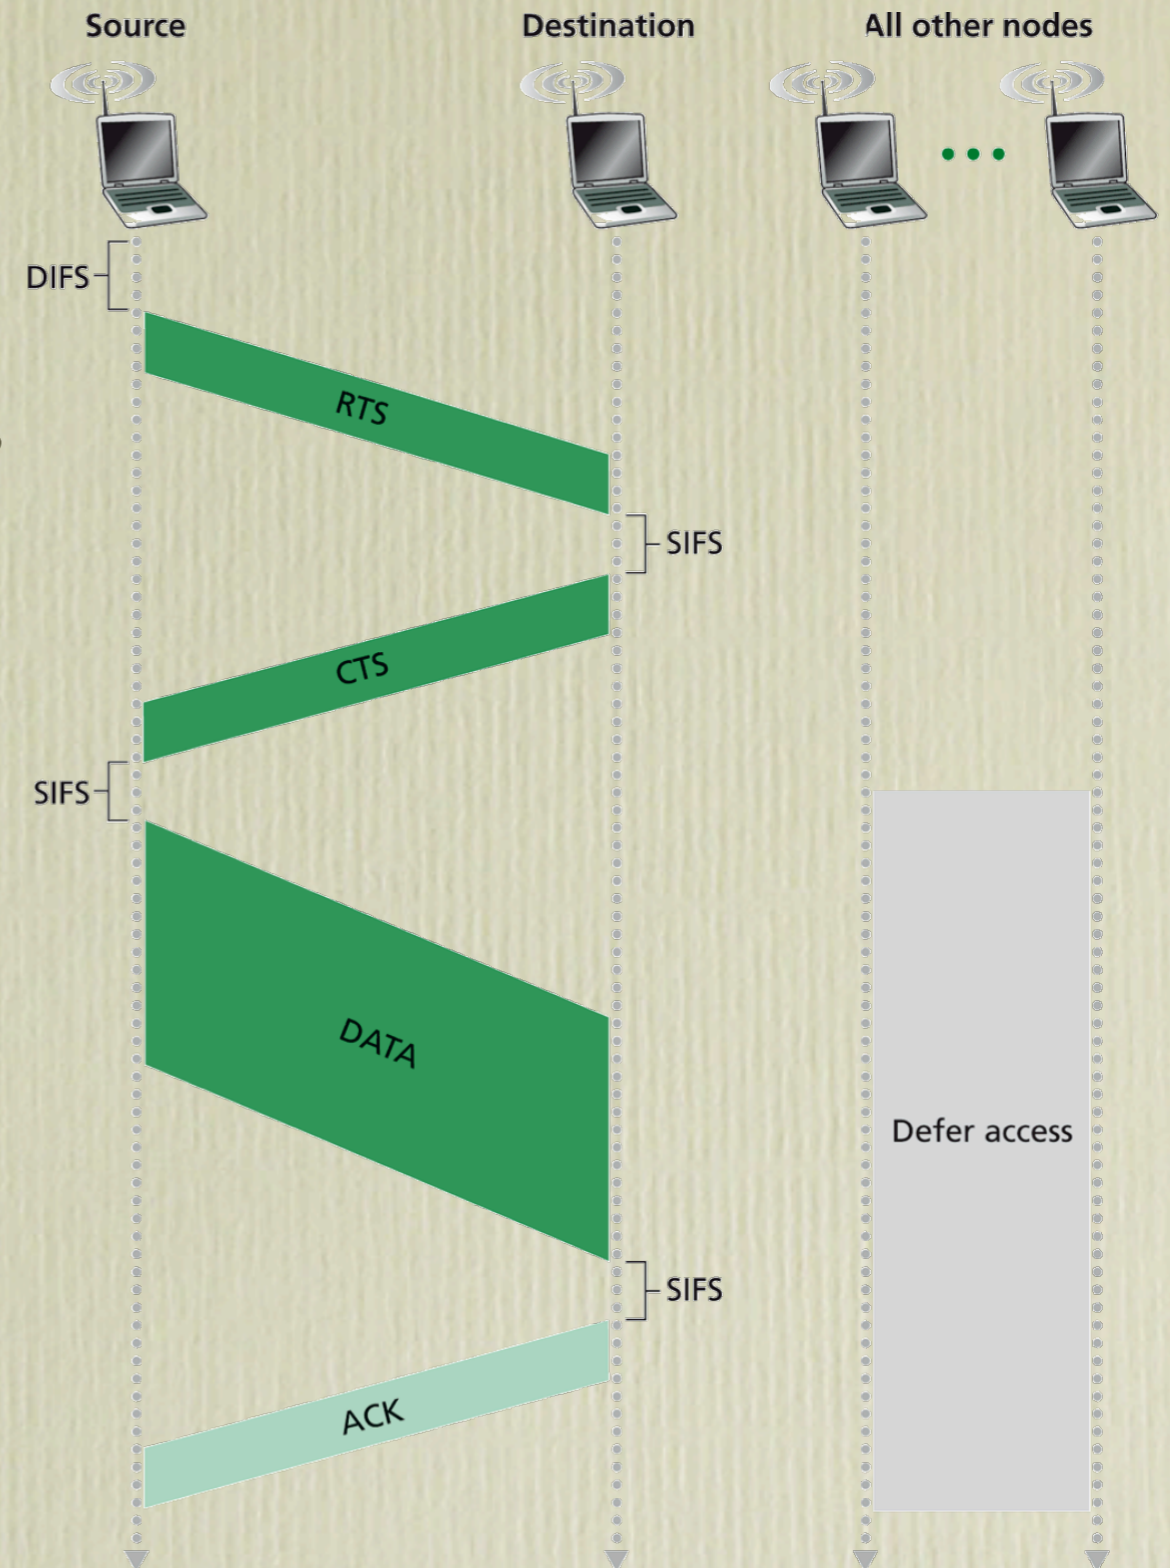 Source
Destination
All other nodes
DIFS
RTS
SIFS
CTS
SIFS
DATA
Defer access
SIFS
ACK